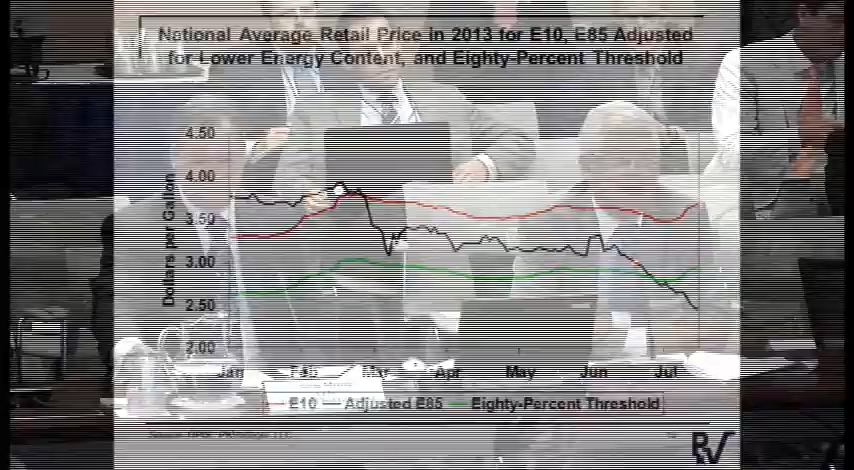 National Average Retail Price in 2013 for E10, E85 Adjusted
for Lower Energy Content, and Eighty-Percent Threshold
4.50
4.00
3.50
3.00
2.50
2.00
Dollars per Gallon
Jan Feb Mar Apr May Jun Jul
E10 Adjusted E85 Eighty-Percent Threshold